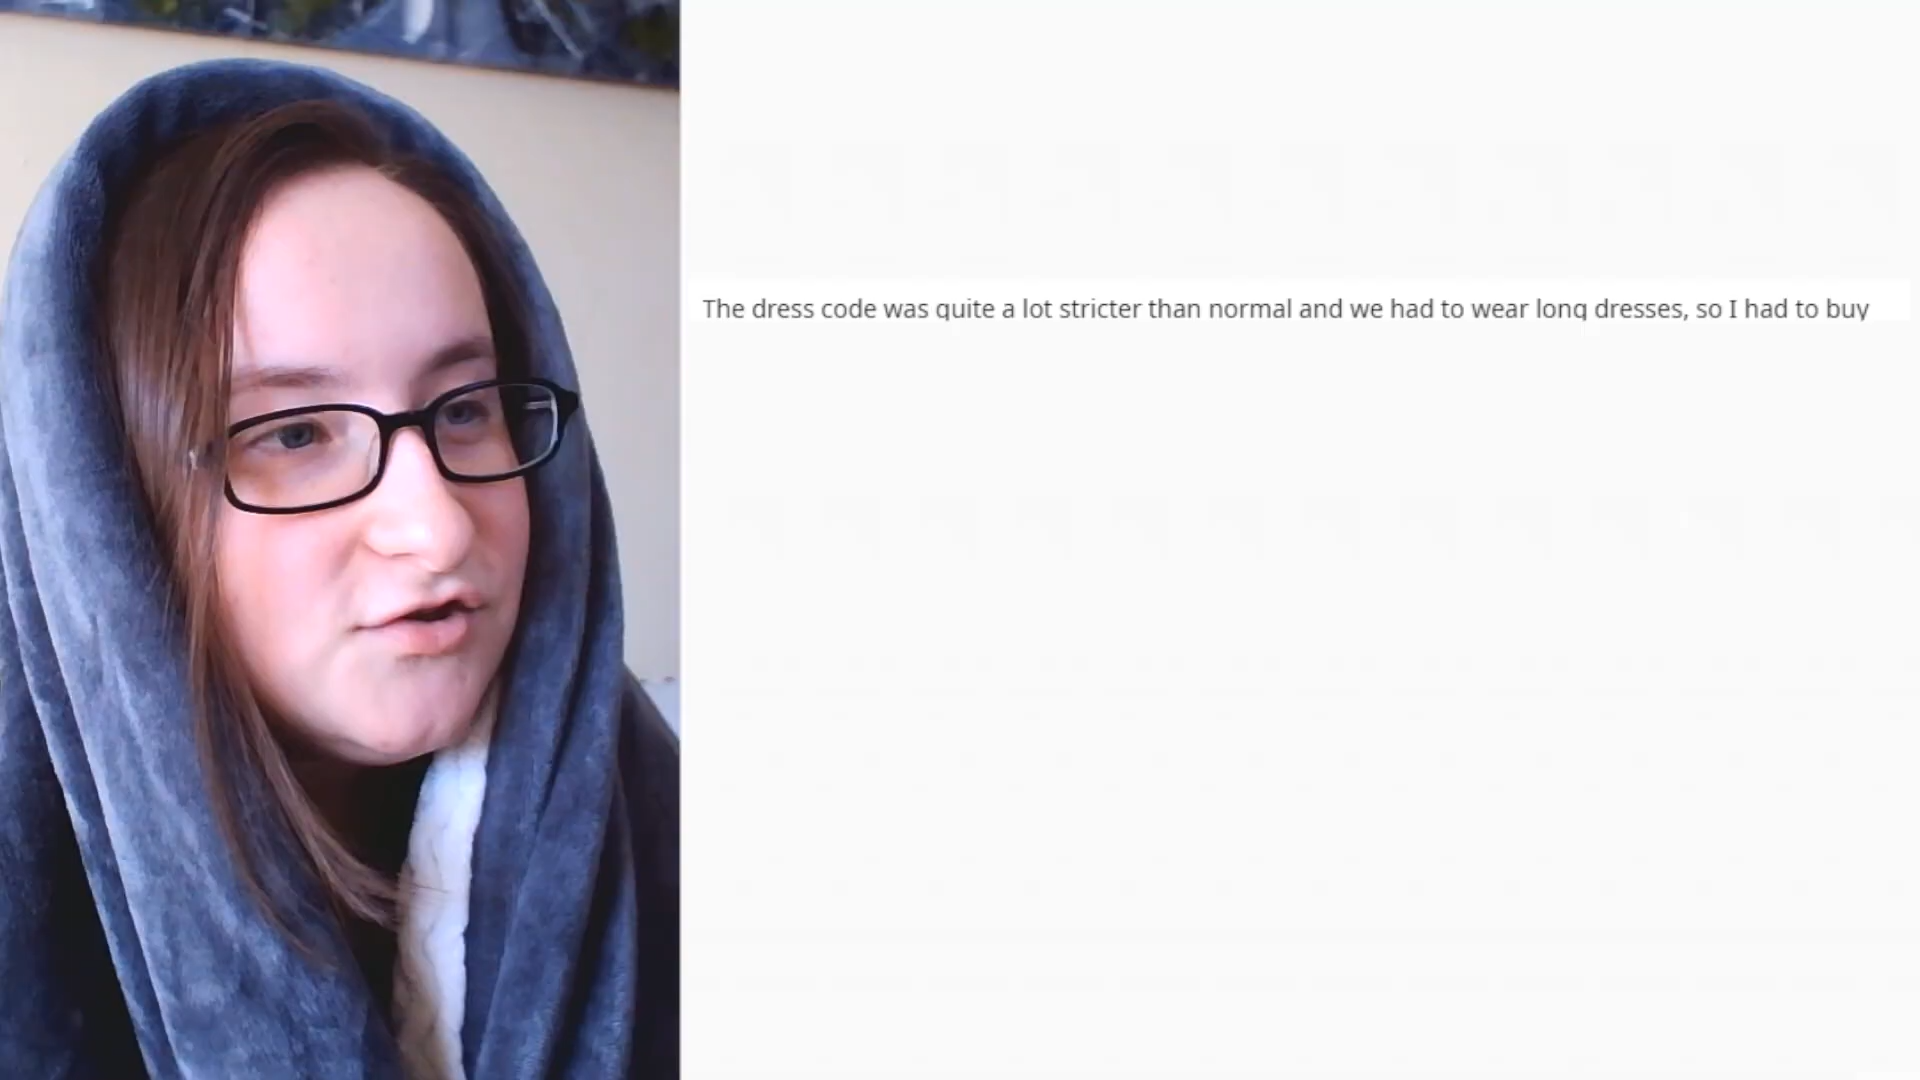 The dress code was quite a lot stricter than normal and we had to wear long dresses, so I had to buy